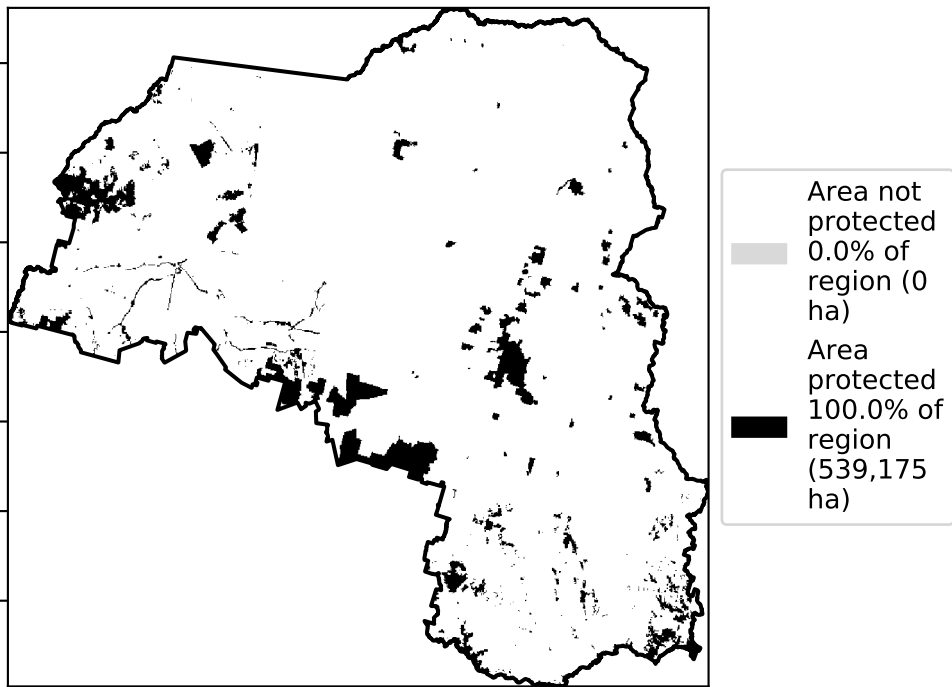 Area not
protected
0.0% of
region (0
ha)
Area
protected
100.0% of
region
(539,175
ha)